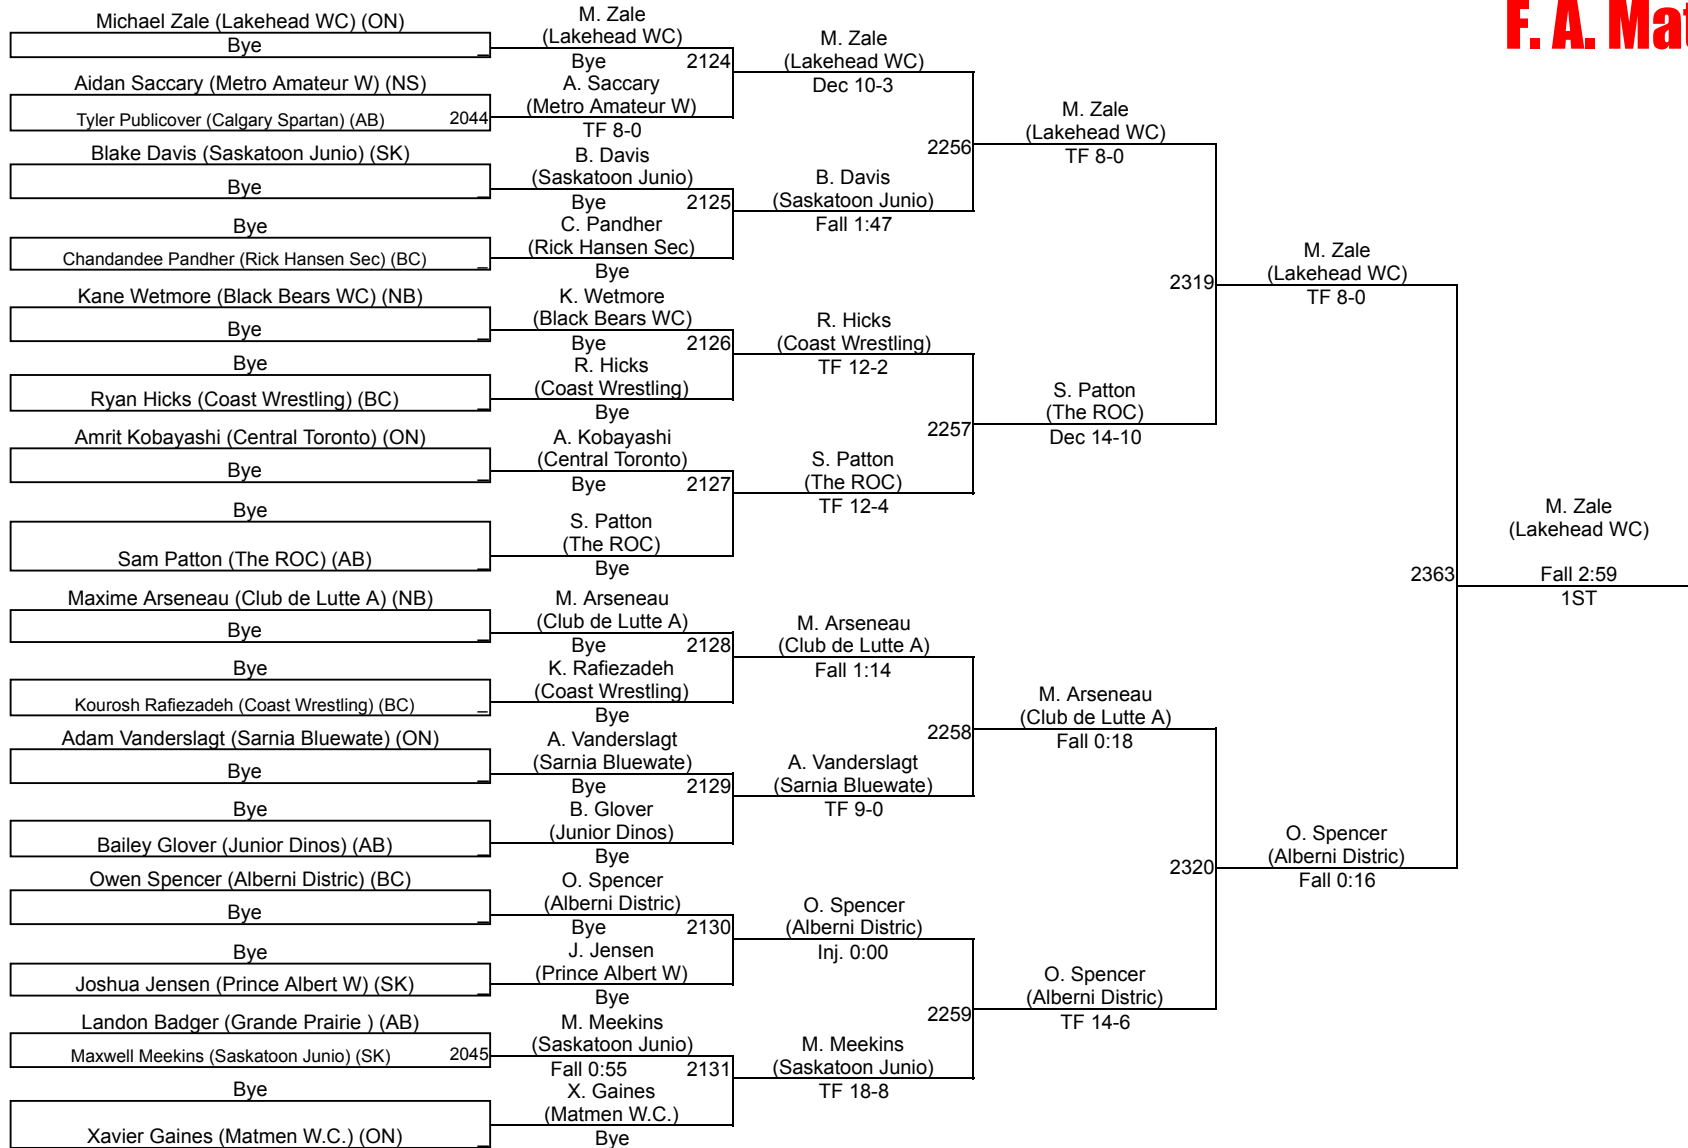 F. A. Mat
Michael Zale (Lakehead WC) (ON)
Bye
Aidan Saccary (Metro Amateur W) (NS)
Tyler Publicover (Calgary Spartan) (AB) 2044
Blake Davis (Saskatoon Junio) (SK)
Bye
Bye
Chandandee Pandher (Rick Hansen Sec) (BC)
Kane Wetmore (Black Bears WC) (NB)
Bye
Bye
Ryan Hicks (Coast Wrestling) (BC)
Amrit Kobayashi (Central Toronto) (ON)
Bye
Bye
Sam Patton (The ROC) (AB)
Maxime Arseneau (Club de Lutte A) (NB)
Bye
Bye
Kourosh Rafiezadeh (Coast Wrestling) (BC)
Adam Vanderslagt (Sarnia Bluewate) (ON)
Bye
Bye
Bailey Glover (Junior Dinos) (AB)
Owen Spencer (Alberni Distric) (BC)
Bye
Bye
Joshua Jensen (Prince Albert W) (SK)
Landon Badger (Grande Prairie ) (AB)
Maxwell Meekins (Saskatoon Junio) (SK) 2045
Bye
Xavier Gaines (Matmen W.C.) (ON)
M. Zale
(Lakehead WC)
Bye 2124
A. Saccary
(Metro Amateur W)
TF 8-0
B. Davis
(Saskatoon Junio)
Bye 2125
C. Pandher
(Rick Hansen Sec)
Bye
K. Wetmore
(Black Bears WC)
Bye 2126
R. Hicks
(Coast Wrestling)
Bye
A. Kobayashi
(Central Toronto)
Bye 2127
S. Patton
(The ROC)
Bye
M. Arseneau
(Club de Lutte A)
Bye 2128
K. Rafiezadeh
(Coast Wrestling)
Bye
A. Vanderslagt
(Sarnia Bluewate)
Bye 2129
B. Glover
(Junior Dinos)
Bye
O. Spencer
(Alberni Distric)
Bye 2130
J. Jensen
(Prince Albert W)
Bye
M. Meekins
(Saskatoon Junio)
Fall 0:55 2131
X. Gaines
(Matmen W.C.)
Bye
M. Zale
(Lakehead WC)
Dec 10-3
2256
B. Davis
(Saskatoon Junio)
Fall 1:47
R. Hicks
(Coast Wrestling)
TF 12-2
2257
S. Patton
(The ROC)
TF 12-4
M. Arseneau
(Club de Lutte A)
Fall 1:14
2258
A. Vanderslagt
(Sarnia Bluewate)
TF 9-0
O. Spencer
(Alberni Distric)
Inj. 0:00
2259
M. Meekins
(Saskatoon Junio)
TF 18-8
M. Zale
(Lakehead WC)
TF 8-0
2319
S. Patton
(The ROC)
Dec 14-10
M. Arseneau
(Club de Lutte A)
Fall 0:18
2320
O. Spencer
(Alberni Distric)
TF 14-6
M. Zale
(Lakehead WC)
TF 8-0
2363
O. Spencer
(Alberni Distric)
Fall 0:16
M. Zale
(Lakehead WC)
Fall 2:59
1ST